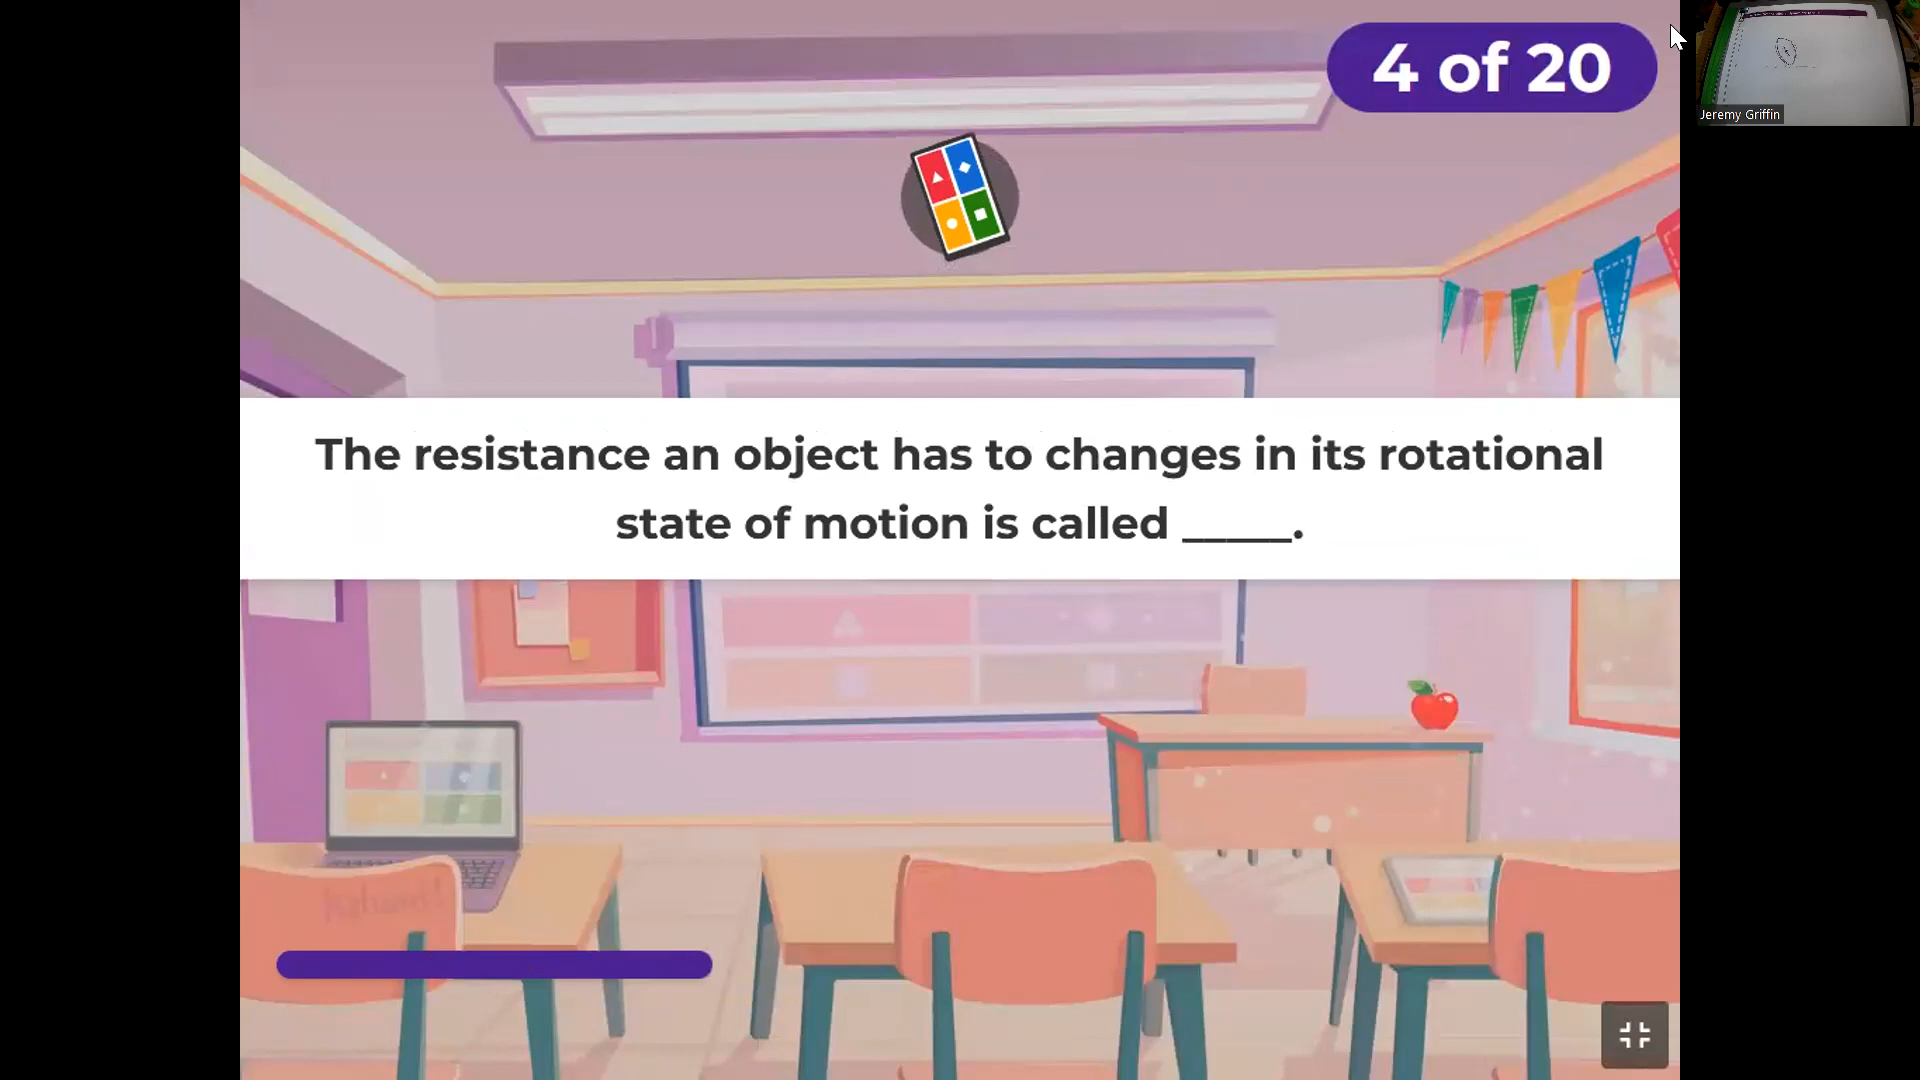 4 of 20
Jeremy Griffin
The resistance an object has to changes in its rotational
state of motion is called _____.
Kahoot!